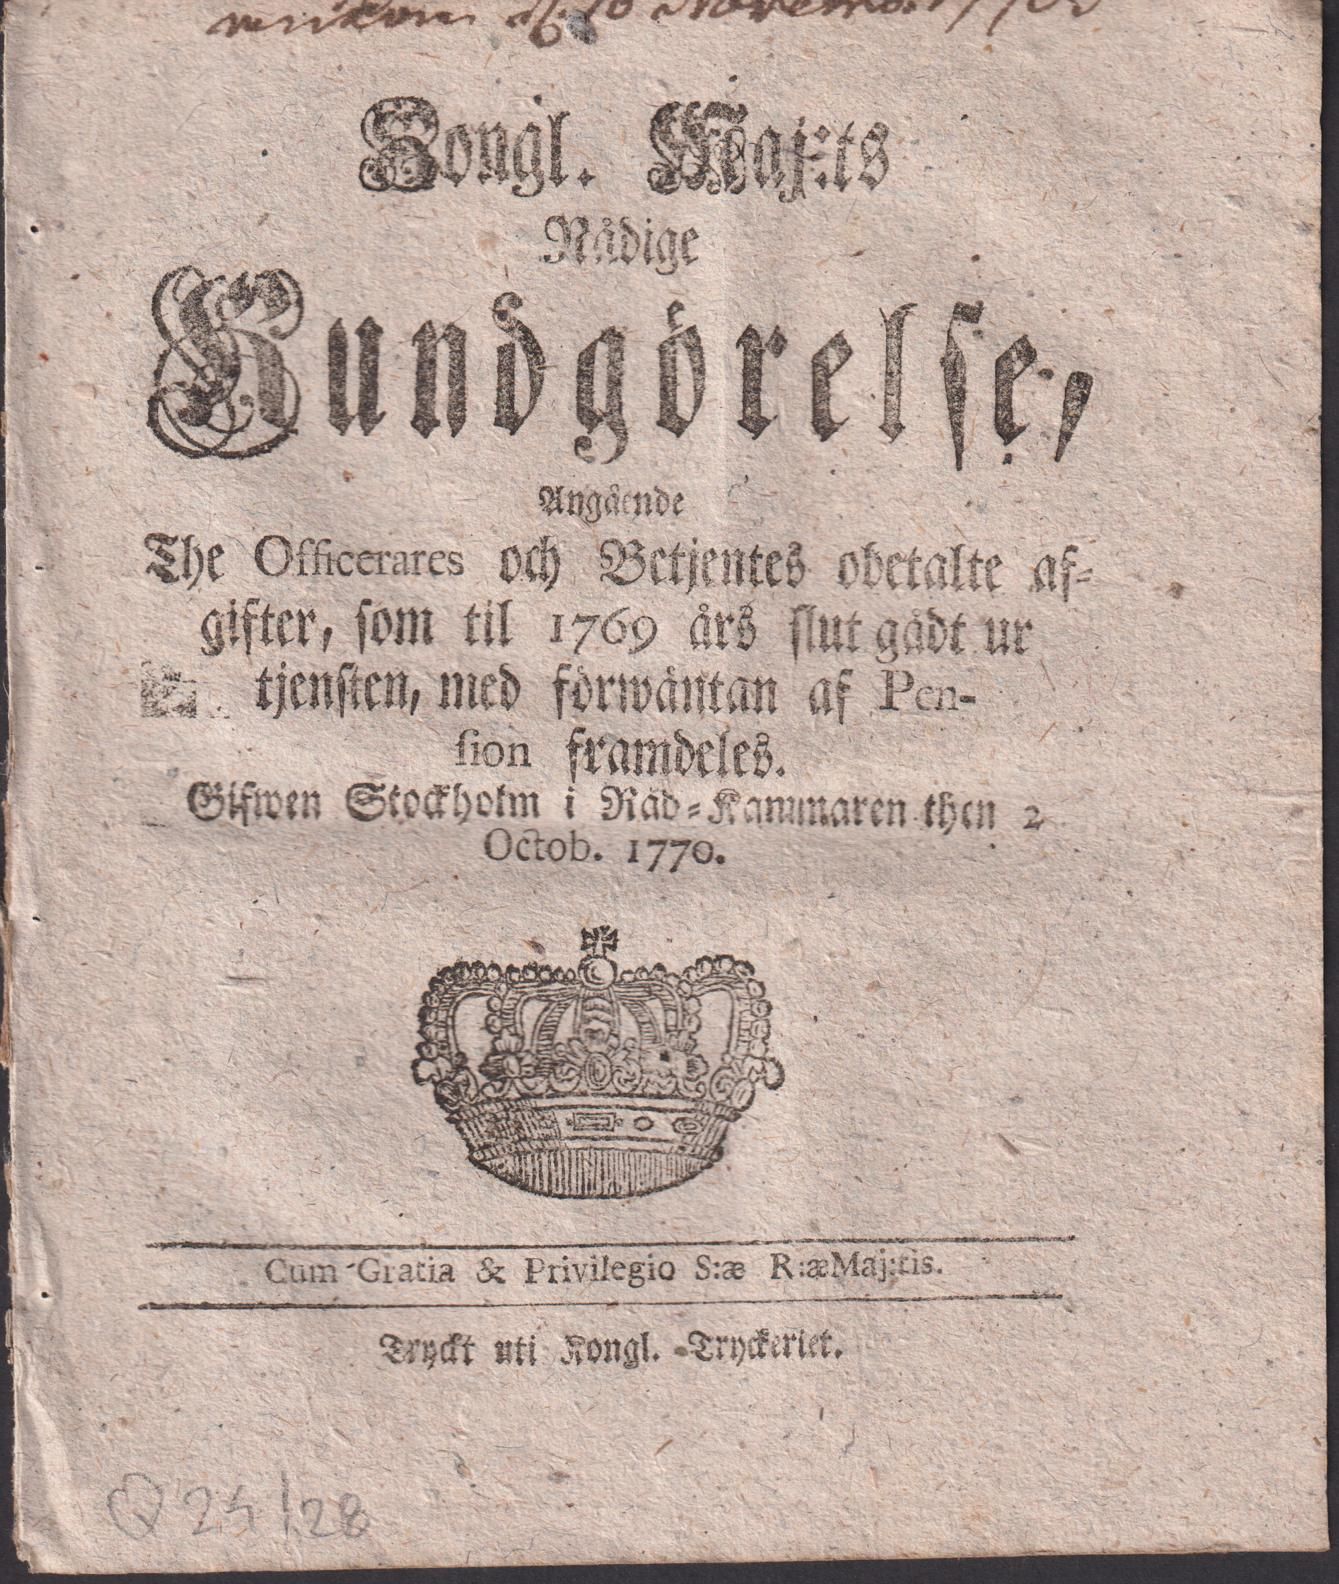 Kongl. Maj:ts
Nådige
Kundgörelse,
Angående
The Officerares och Betjentes obetalte af-
gifter, som til 1769 års slut gådt ur
tjensten, med förwäntan af Pen-
sion framdeles.
Gifwen Stockholm i Råd-Kammaren then 2
Octob. 1770.
Cum Gratia & Privilegio S:æ R:æ Maj:tis.
Tryckt uti Kongl. Tryckeriet.
Q 25/28